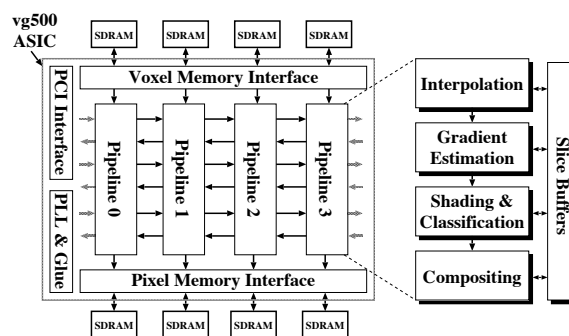 vg500
ASIC
SDRAM
SDRAM
SDRAM
SDRAM
Voxel Memory Interface
PCI Interface
PLL & Glue
Pipeline 0
Pipeline 1
Pipeline 2
Pipeline 3
Pixel Memory Interface
SDRAM
SDRAM
SDRAM
SDRAM
Interpolation
Gradient
Estimation
Shading &
Classification
Compositing
Slice Buffers